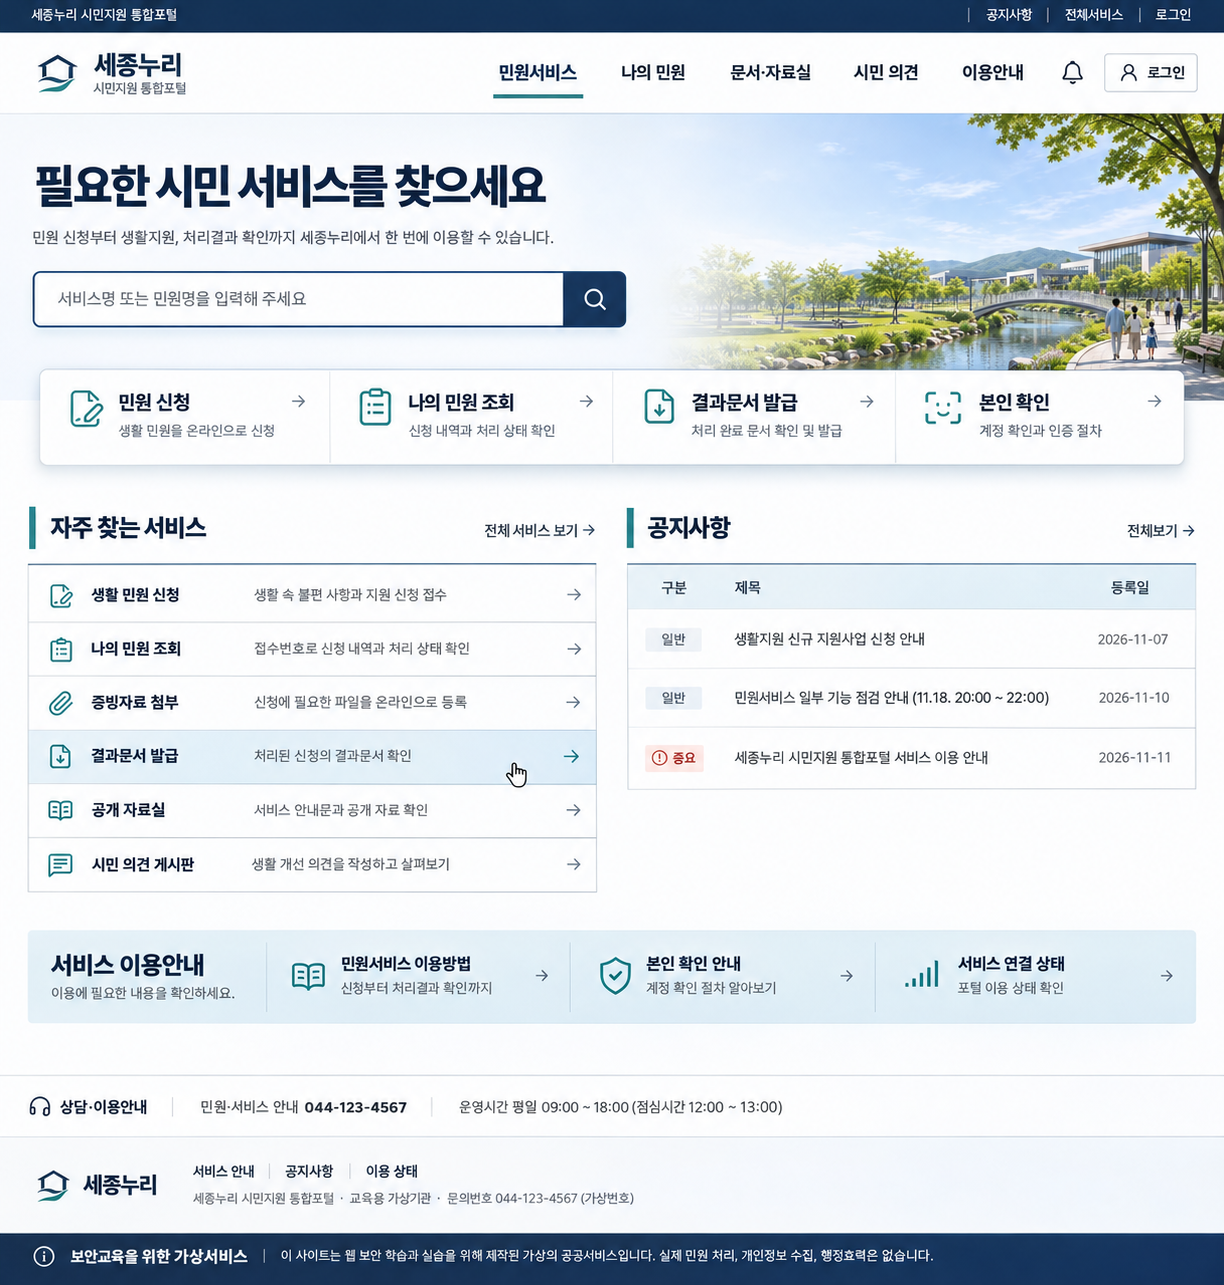 세종누리 시민지원 통합포털
공지사항 | 전체서비스 | 로그인
세종누리
시민지원 통합포털
민원서비스 나의 민원 문서·자료실 시민 의견 이용안내 로그인
필요한 시민 서비스를 찾으세요
민원 신청부터 생활지원, 처리결과 확인까지 세종누리에서 한 번에 이용할 수 있습니다.
서비스명 또는 민원명을 입력해 주세요
민원 신청
생활 민원을 온라인으로 신청
나의 민원 조회
신청 내역과 처리 상태 확인
결과문서 발급
처리 완료 문서 확인 및 발급
본인 확인
계정 확인과 인증 절차
자주 찾는 서비스
전체 서비스 보기 →
생활 민원 신청 생활 속 불편 사항과 지원 신청 접수 →
나의 민원 조회 접수번호로 신청 내역과 처리 상태 확인 →
증빙자료 첨부 신청에 필요한 파일을 온라인으로 등록 →
결과문서 발급 처리된 신청의 결과문서 확인 →
공개 자료실 서비스 안내문과 공개 자료 확인 →
시민 의견 게시판 생활 개선 의견을 작성하고 살펴보기 →
공지사항
전체보기 →
구분 제목 등록일
일반 생활지원 신규 지원사업 신청 안내 2026-11-07
일반 민원서비스 일부 기능 점검 안내 (11.18. 20:00 ~ 22:00) 2026-11-10
중요 세종누리 시민지원 통합포털 서비스 이용 안내 2026-11-11
서비스 이용안내
이용에 필요한 내용을 확인하세요.
민원서비스 이용방법
신청부터 처리결과 확인까지
본인 확인 안내
계정 확인 절차 알아보기
서비스 연결 상태
포털 이용 상태 확인
상담·이용안내 | 민원·서비스 안내 044-123-4567 | 운영시간 평일 09:00 ~ 18:00 (점심시간 12:00 ~ 13:00)
세종누리
서비스 안내 | 공지사항 | 이용 상태
세종누리 시민지원 통합포털 · 교육용 가상기관 · 문의번호 044-123-4567 (가상번호)
보안교육을 위한 가상서비스 | 이 사이트는 웹 보안 학습과 실습을 위해 제작된 가상의 공공서비스입니다. 실제 민원 처리, 개인정보 수집, 행정효력은 없습니다.